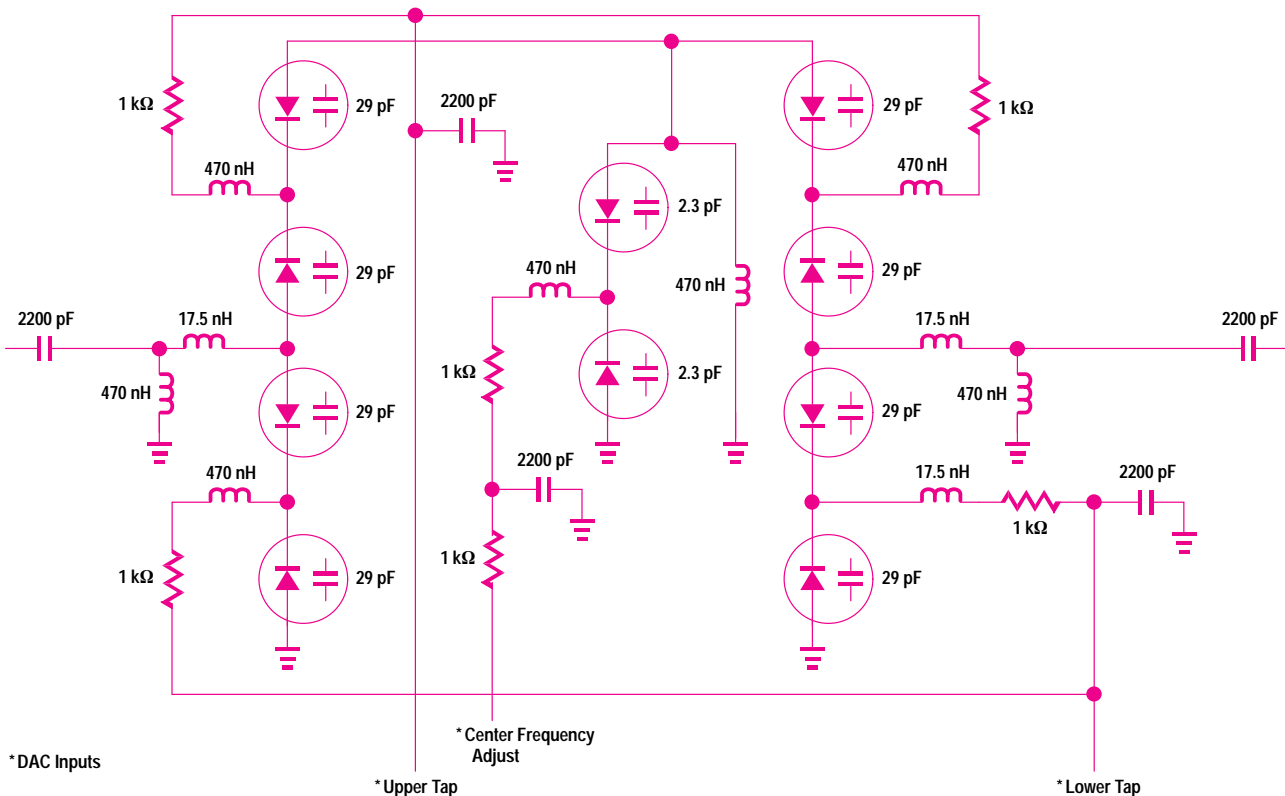 1 kΩ
29 pF
2200 pF
29 pF
1 kΩ
470 nH
470 nH
2.3 pF
29 pF
470 nH
470 nH
29 pF
2200 pF
17.5 nH
17.5 nH
2200 pF
1 kΩ
2.3 pF
470 nH
29 pF
470 nH
29 pF
470 nH
2200 pF
17.5 nH
2200 pF
1 kΩ
1 kΩ
1 kΩ
29 pF
29 pF
*Center Frequency
Adjust
*DAC Inputs
*Upper Tap
*Lower Tap